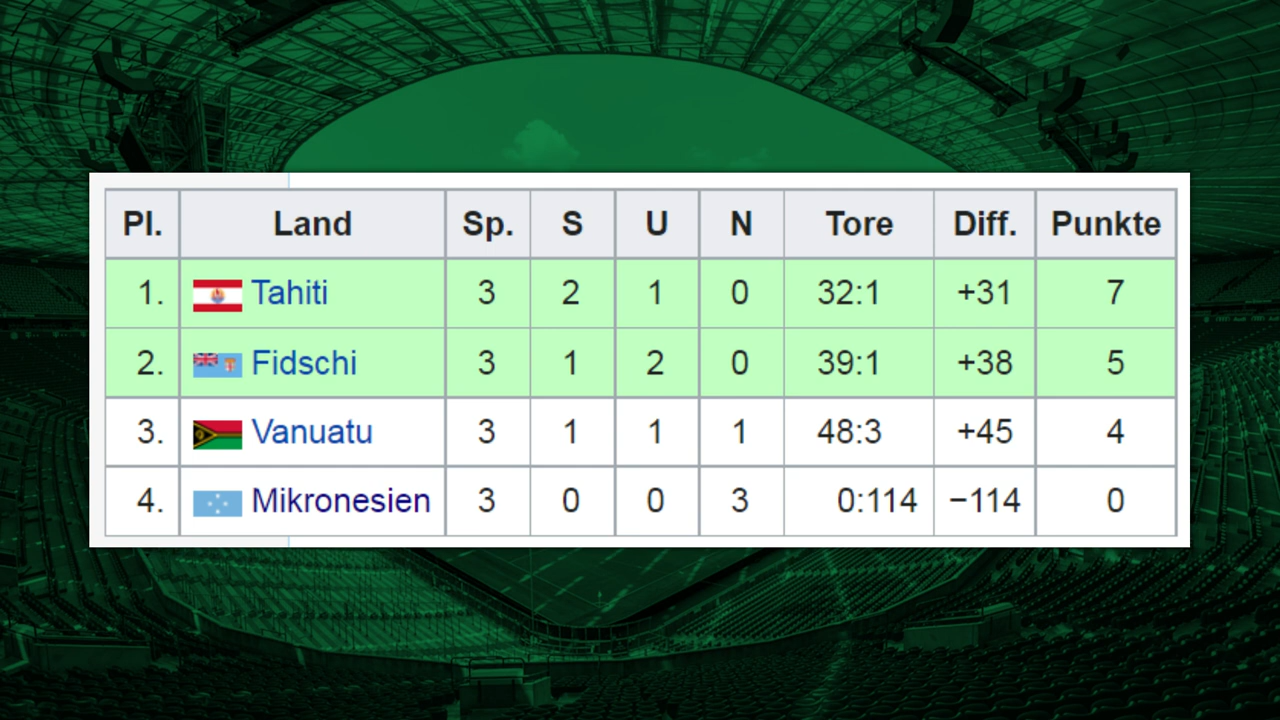 Pl. Land Sp. S U N Tore Diff. Punkte
1. Tahiti 3 2 1 0 32:1 +31 7
2. Fidschi 3 1 2 0 39:1 +38 5
3. Vanuatu 3 1 1 1 48:3 +45 4
4. Mikronesien 3 0 0 3 0:114 −114 0